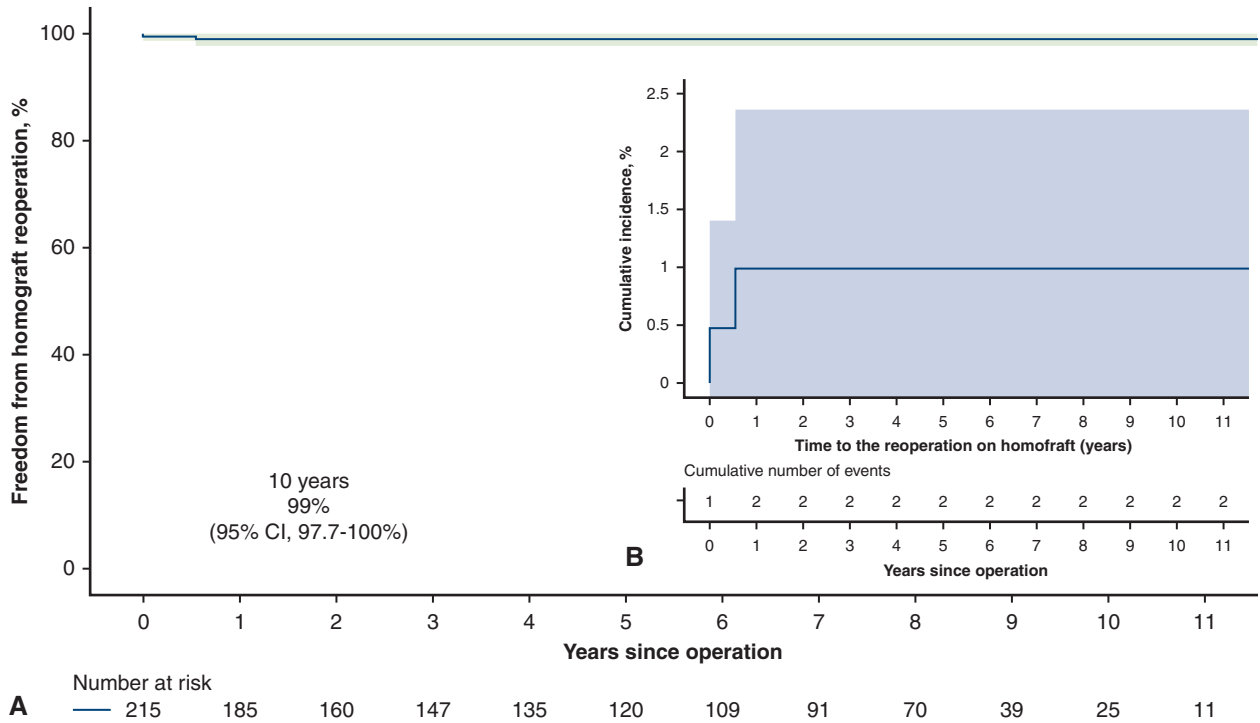 Freedom from homograft reoperation, %
100
80
60
40
20
0
10 years
99%
(95% CI, 97.7-100%)
0 1 2 3 4 5 6 7 8 9 10 11
Years since operation
Number at risk
A
215 185 160 147 135 120 109 91 70 39 25 11
Cumulative incidence, %
2.5
2
1.5
1
0.5
0
0 1 2 3 4 5 6 7 8 9 10 11
Time to the reoperation on homofraft (years)
Cumulative number of events
1 2 2 2 2 2 2 2 2 2 2 2
0 1 2 3 4 5 6 7 8 9 10 11
B
Years since operation